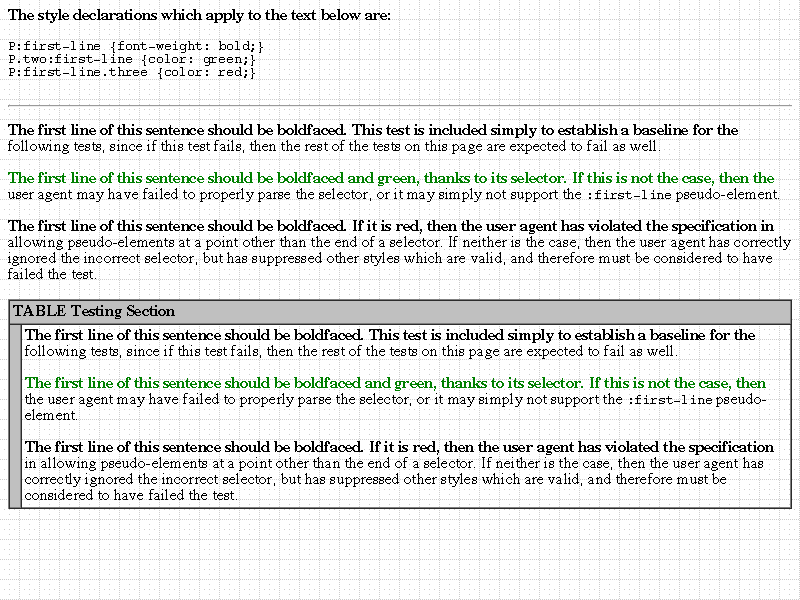 The style declarations which apply to the text below are:
P:first-line {font-weight: bold;}
P.two:first-line {color: green;}
P:first-line.three {color: red;}
The first line of this sentence should be boldfaced. This test is included simply to establish a baseline for the
following tests, since if this test fails, then the rest of the tests on this page are expected to fail as well.
The first line of this sentence should be boldfaced and green, thanks to its selector. If this is not the case, then the
user agent may have failed to properly parse the selector, or it may simply not support the :first-line pseudo-element.
The first line of this sentence should be boldfaced. If it is red, then the user agent has violated the specification in
allowing pseudo-elements at a point other than the end of a selector. If neither is the case, then the user agent has correctly
ignored the incorrect selector, but has suppressed other styles which are valid, and therefore must be considered to have
failed the test.
TABLE Testing Section
The first line of this sentence should be boldfaced. This test is included simply to establish a baseline for the
following tests, since if this test fails, then the rest of the tests on this page are expected to fail as well.
The first line of this sentence should be boldfaced and green, thanks to its selector. If this is not the case, then
the user agent may have failed to properly parse the selector, or it may simply not support the :first-line pseudo-
element.
The first line of this sentence should be boldfaced. If it is red, then the user agent has violated the specification
in allowing pseudo-elements at a point other than the end of a selector. If neither is the case, then the user agent has
correctly ignored the incorrect selector, but has suppressed other styles which are valid, and therefore must be
considered to have failed the test.